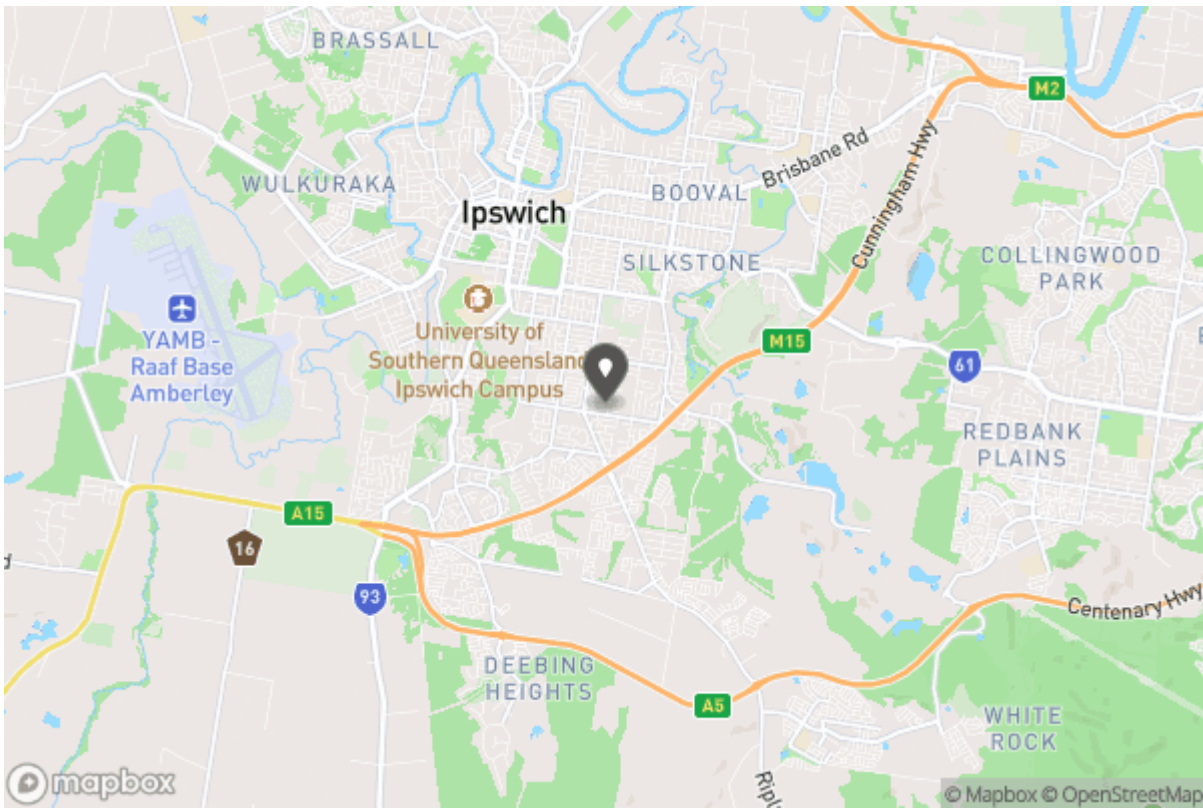 BRASSALL
M2
Brisbane Rd
Cunningham Hwy
WULKURAKA
BOOVAL
Ipswich
SILKSTONE
COLLINGWOOD
PARK
YAMB -
Raaf Base
Amberley
University of
Southern Queensland
Ipswich Campus
M15
61
REDBANK
PLAINS
A15
16
93
Centenary Hwy
DEEBING
HEIGHTS
A5
WHITE
ROCK
mapbox
© Mapbox © OpenStreetMap